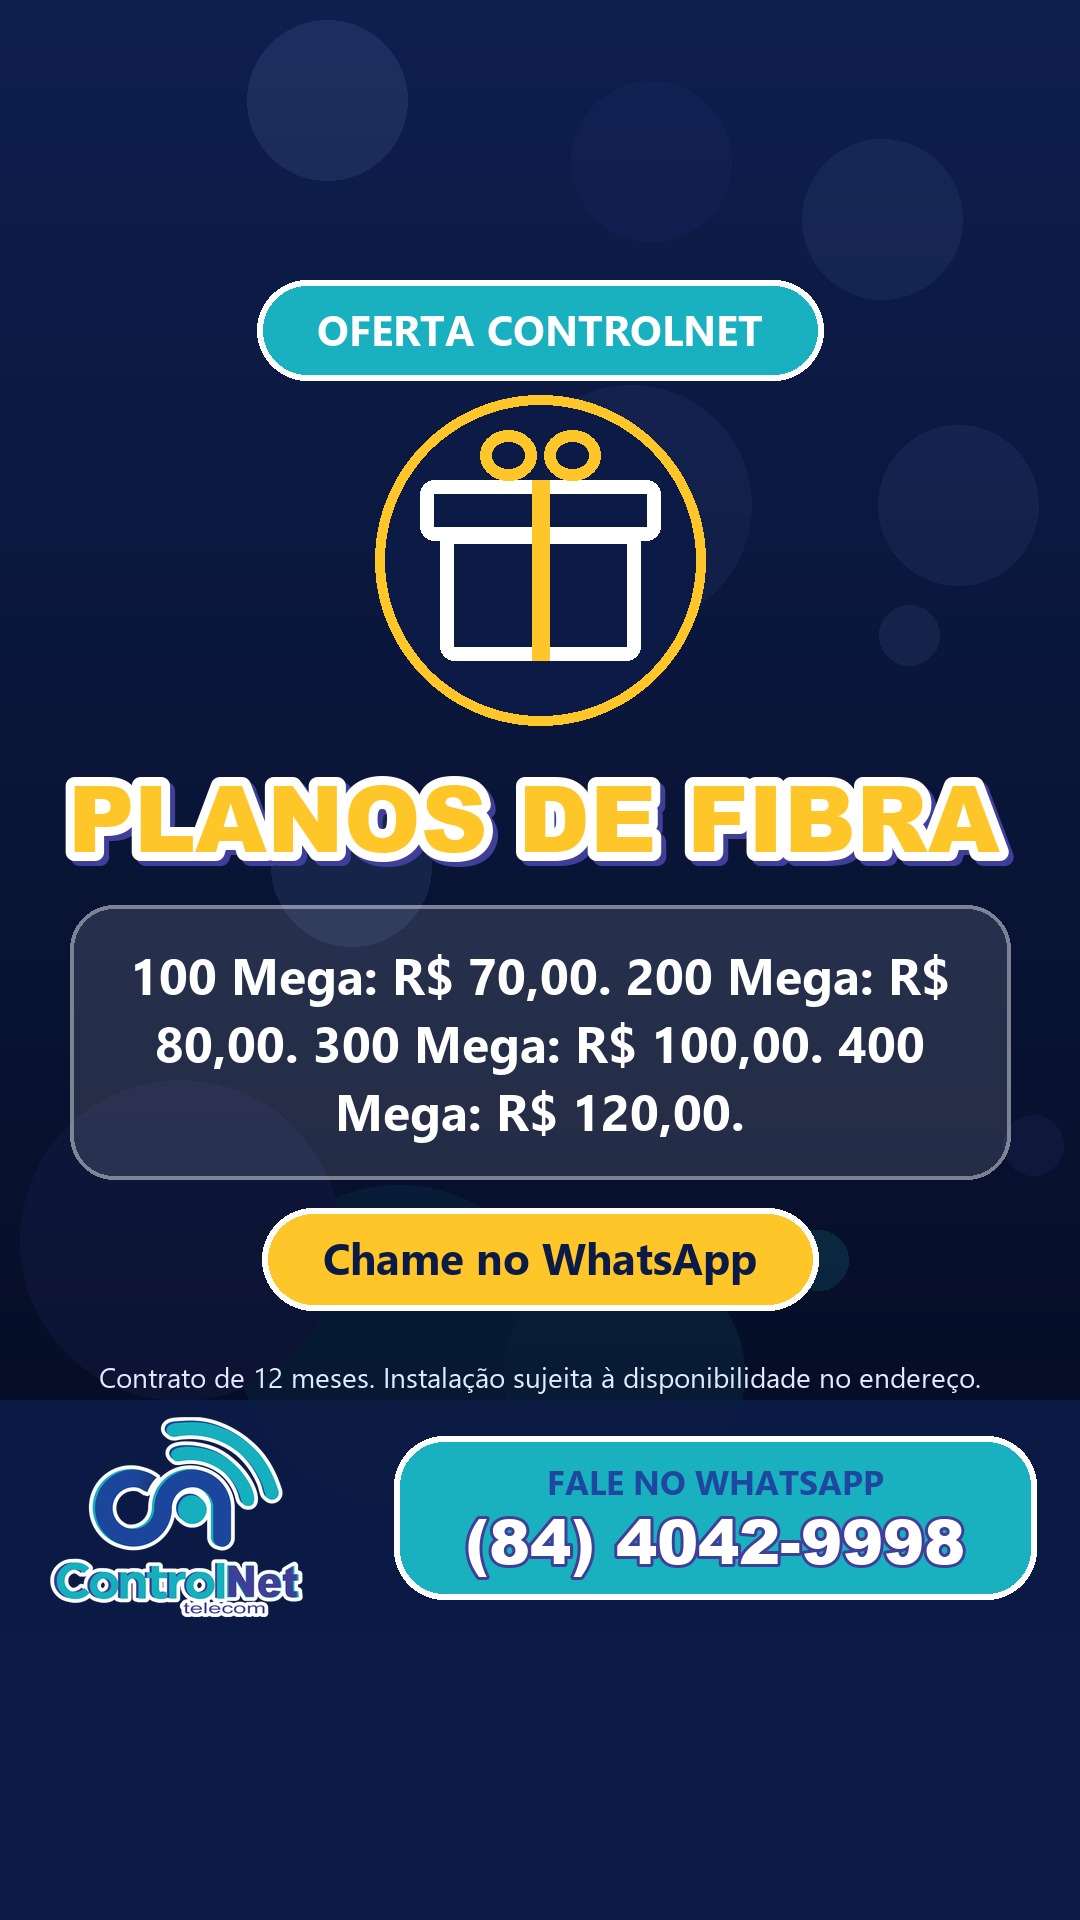 OFERTA CONTROLNET
PLANOS DE FIBRA
100 Mega: R$ 70,00. 200 Mega: R$
80,00. 300 Mega: R$ 100,00. 400
Mega: R$ 120,00.
Chame no WhatsApp
Contrato de 12 meses. Instalação sujeita à disponibilidade no endereço.
FALE NO WHATSAPP
(84) 4042-9998
ControlNet
telecom